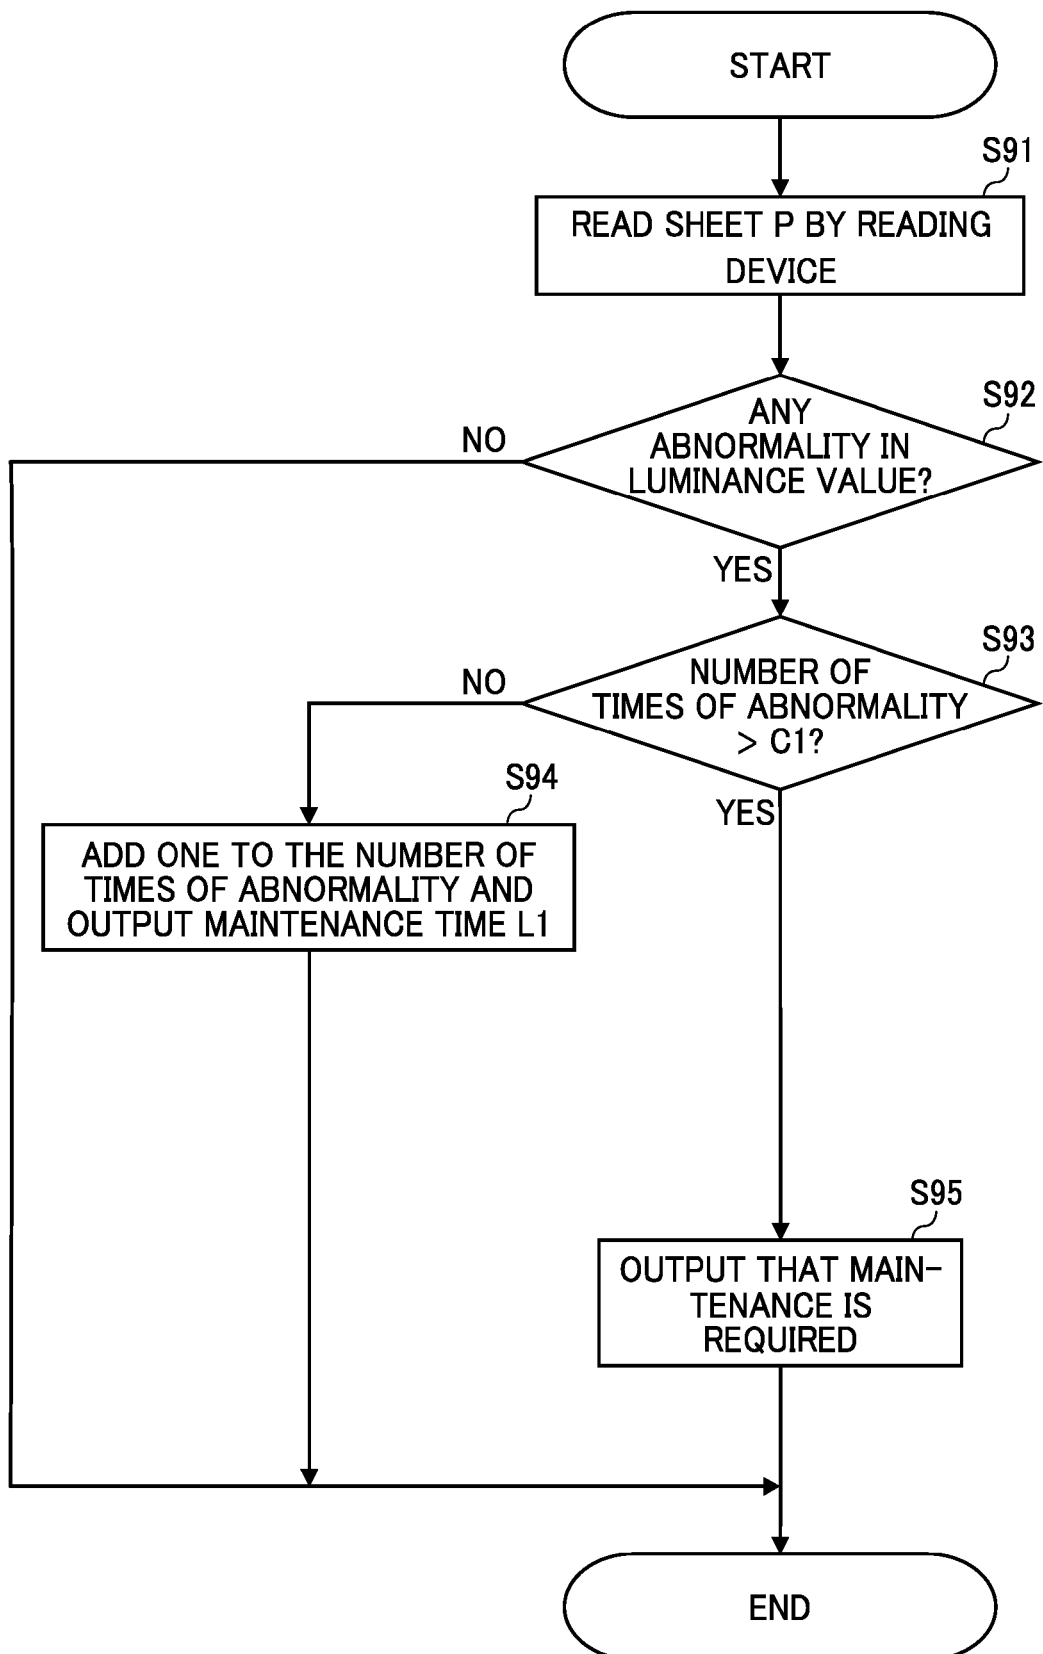 START
S91
READ SHEET P BY READING
DEVICE
S92
ANY
ABNORMALITY IN
LUMINANCE VALUE?
NO
YES
S93
NUMBER OF
TIMES OF ABNORMALITY
> C1?
NO
YES
S94
ADD ONE TO THE NUMBER OF
TIMES OF ABNORMALITY AND
OUTPUT MAINTENANCE TIME L1
S95
OUTPUT THAT MAIN-
TENANCE IS
REQUIRED
END